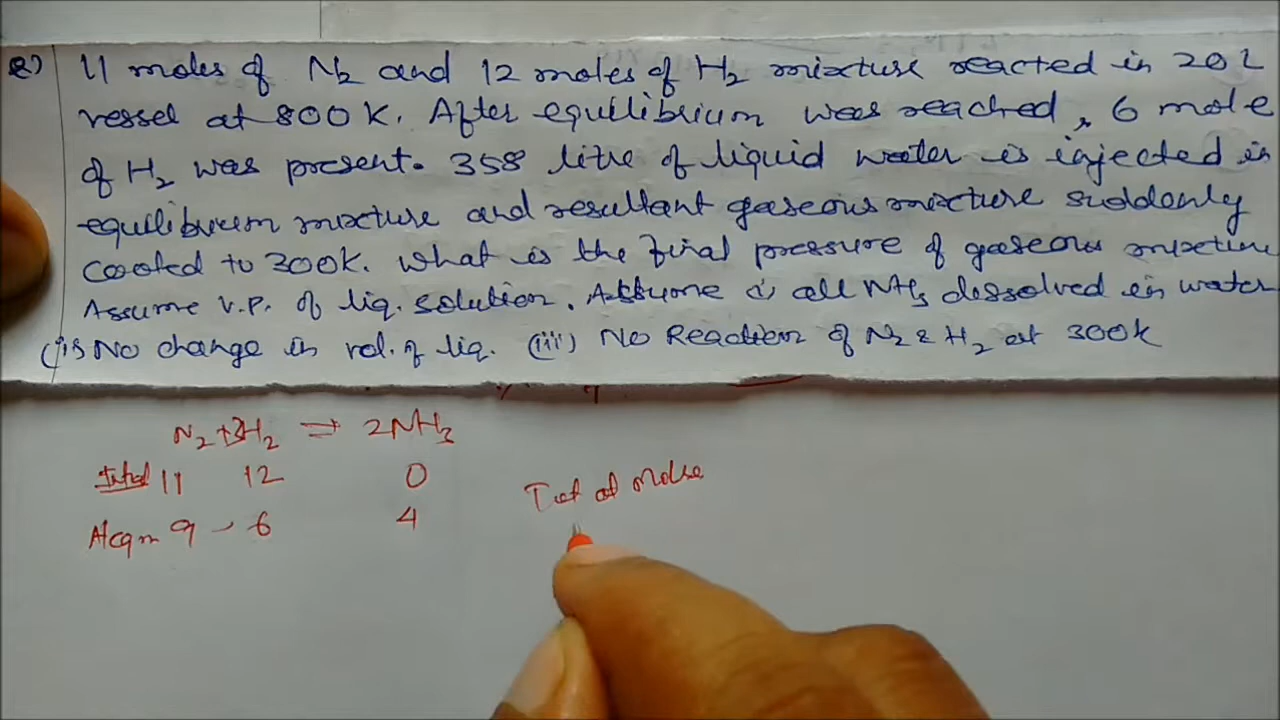 Q) 11 moles of N2 and 12 moles of H2 mixture reacted in 20 L
vessel at 800K. After equilibrium was reached, 6 mole
of H2 was present. 358 litre of liquid water is injected in
equilibrium mixture and resultant gaseous mixture suddenly
cooled to 300K. What is the final pressure of gaseous mixture
Assume V.P. of liq. solution. Assume (i) all NH3 dissolved in water
(ii) No change in vol. of liq. (iii) No Reaction of N2 & H2 at 300K
N2 + 3H2 ⇌ 2NH3
11 12 0
At eqm 9 - 6 4
Tot of Mole